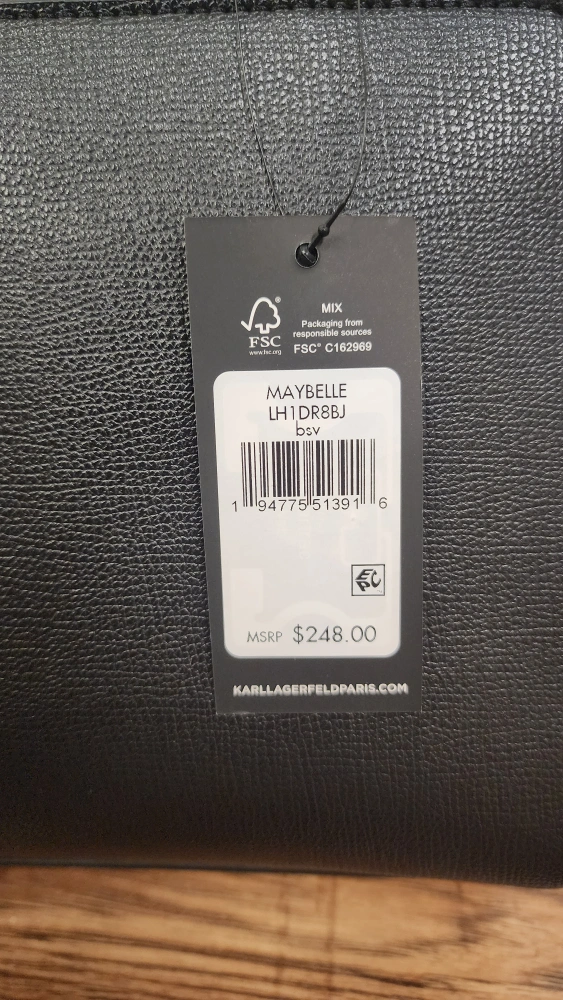 FSC®
www.fsc.org
MIX
Packaging from
responsible sources
FSC® C162969
MAYBELLE
LH1DR8BJ
bsv
1 94775 51391 6
EPC
MSRP $248.00
KARLLAGERFELDPARIS.COM